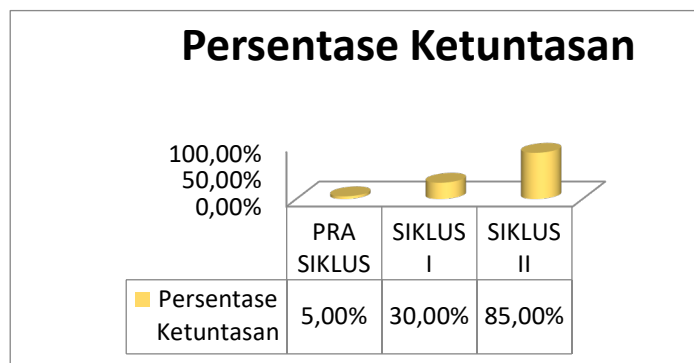 Persentase Ketuntasan
100,00%
50,00%
0,00%
PRA SIKLUS I SIKLUS II
SIKLUS
Persentase Ketuntasan 5,00% 30,00% 85,00%